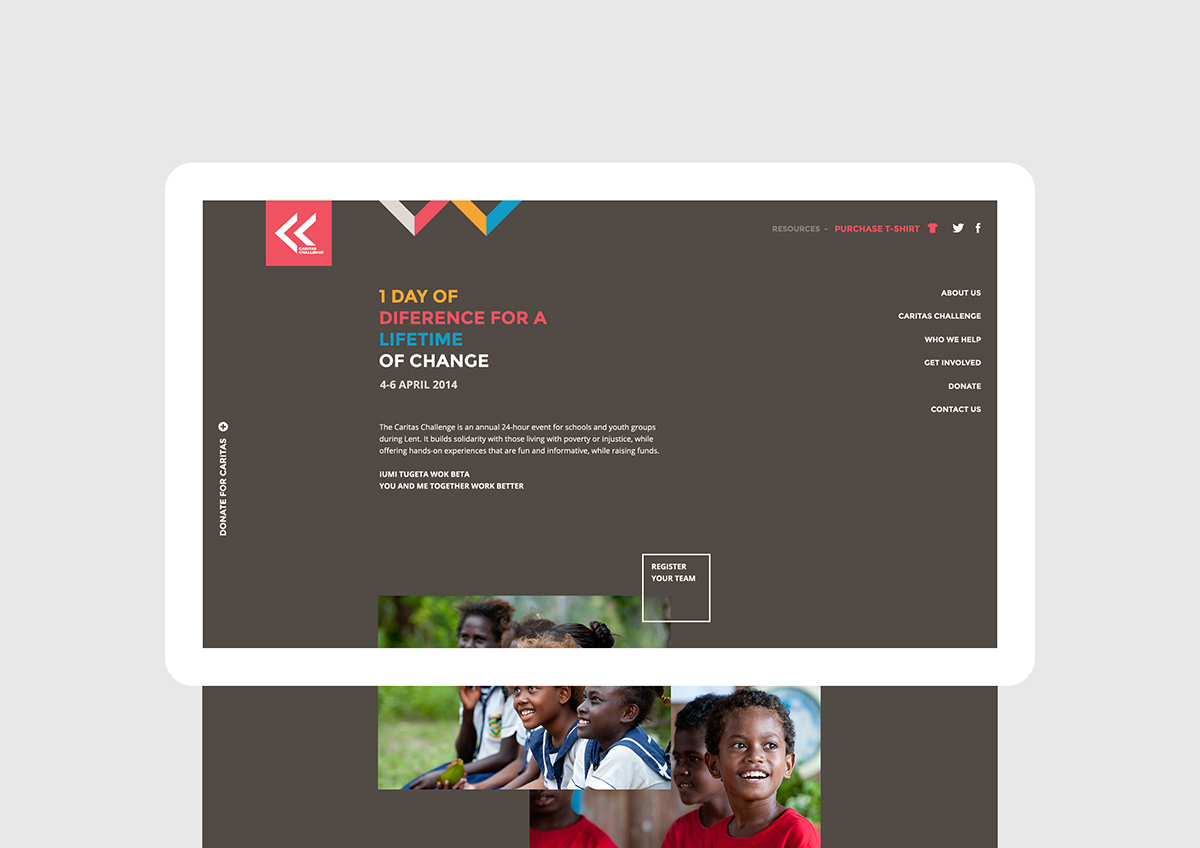 CARITAS
CHALLENGE
RESOURCES - PURCHASE T-SHIRT
1 DAY OF
DIFERENCE FOR A
LIFETIME
OF CHANGE
4-6 APRIL 2014
ABOUT US
CARITAS CHALLENGE
WHO WE HELP
GET INVOLVED
DONATE
CONTACT US
DONATE FOR CARITAS
The Caritas Challenge is an annual 24-hour event for schools and youth groups
during Lent. It builds solidarity with those living with poverty or injustice, while
offering hands-on experiences that are fun and informative, while raising funds.
IUMI TUGETA WOK BETA
YOU AND ME TOGETHER WORK BETTER
REGISTER
YOUR TEAM